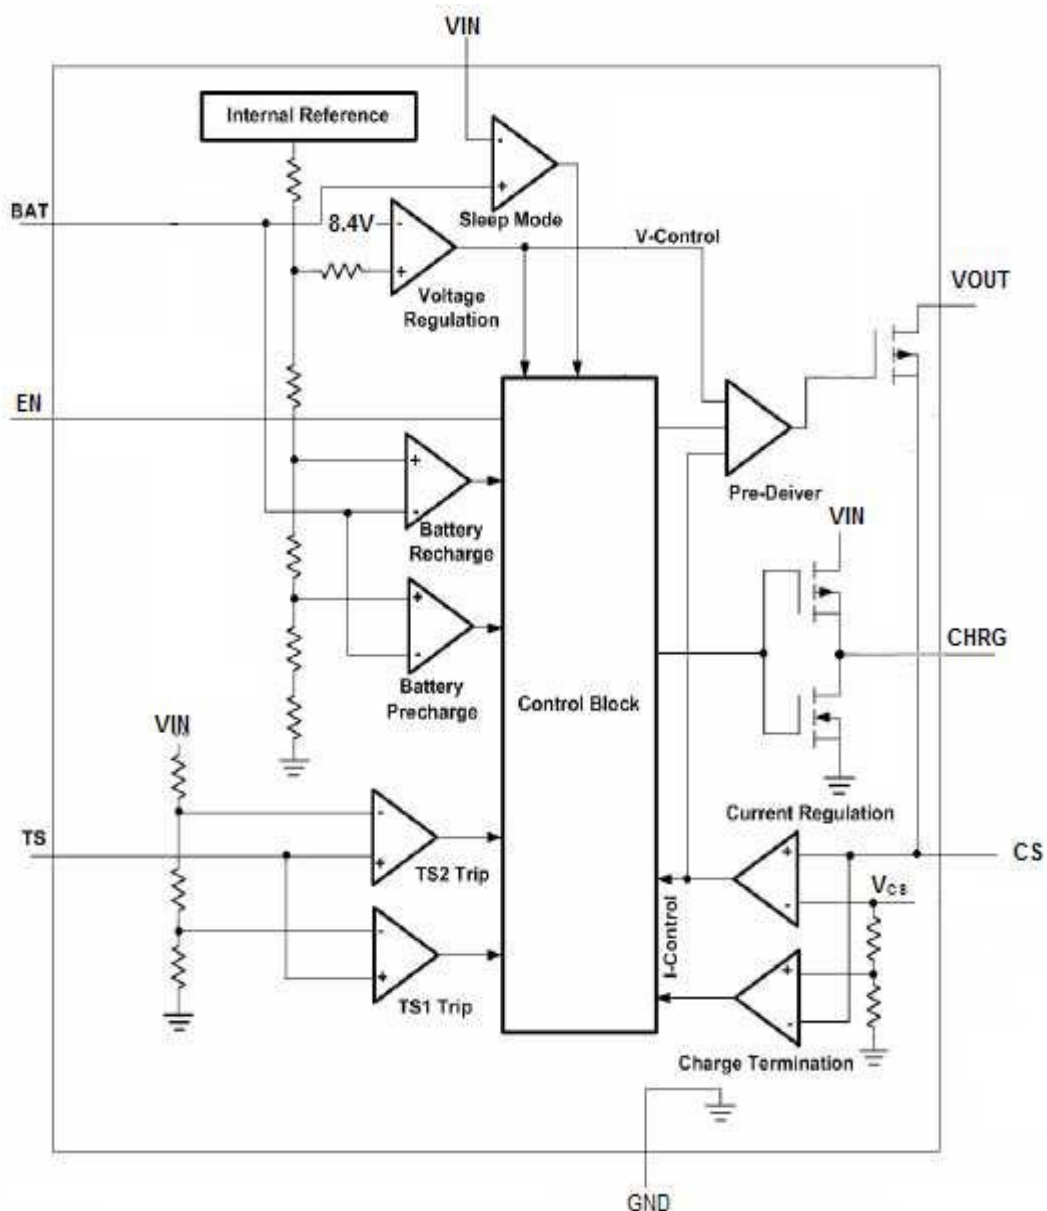 VIN
Internal Reference
-
+
Sleep Mode
BAT
8.4V
-
+
V-Control
Voltage
Regulation
VOUT
EN
+
-
Battery
Recharge
Pre-Deiver
VIN
+
-
Battery
Precharge
Control Block
CHRG
VIN
TS
-
+
TS2 Trip
-
+
TS1 Trip
Current Regulation
+
-
CS
VCS
I-Control
+
-
Charge Termination
GND